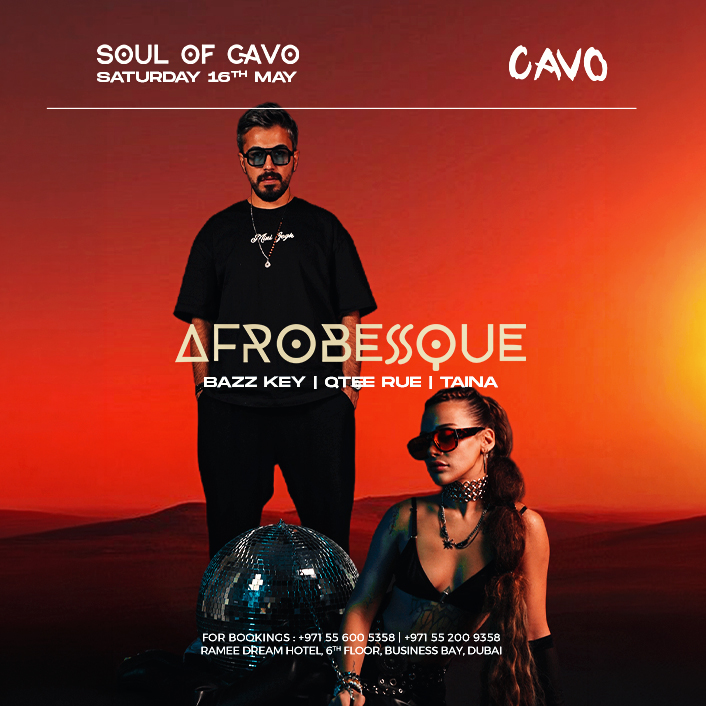 SOUL OF CAVO
SATURDAY 16TH MAY
CAVO
AFROBESSQUE
BAZZ KEY | QTEE RUE | TAINA
FOR BOOKINGS : +971 55 600 5358 | +971 55 200 9358
RAMEE DREAM HOTEL, 6TH FLOOR, BUSINESS BAY, DUBAI